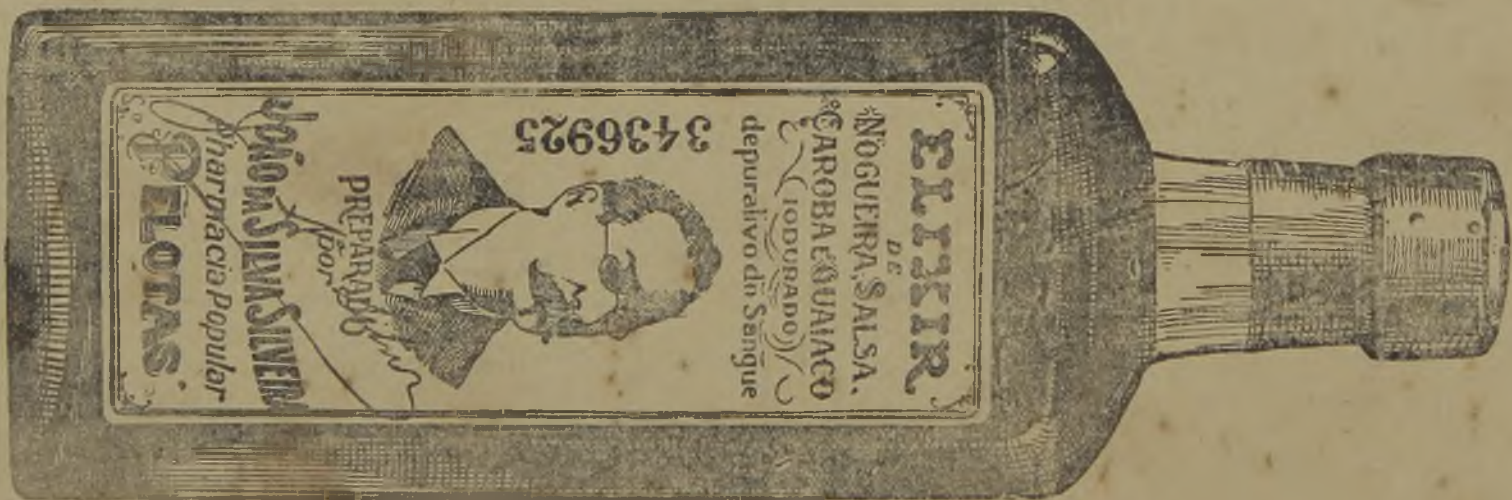 ELIXIR
DE
NOGUEIRA, SALSA,
CAROBA E GUAIACO
(IODURADO)
depurativo do Sangue
3436925
PREPARADO
por
JOÃO DA SILVA SILVEIRA
Pharmacia Popular
PELOTAS.